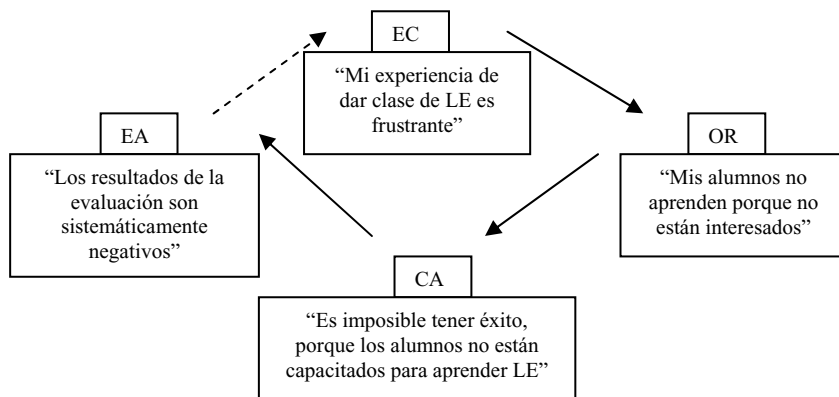 EC
“Mi experiencia de
dar clase de LE es
frustrante”
EA
“Los resultados de la
evaluación son
sistemáticamente
negativos”
OR
“Mis alumnos no
aprenden porque no
están interesados”
CA
“Es imposible tener éxito,
porque los alumnos no están
capacitados para aprender LE”